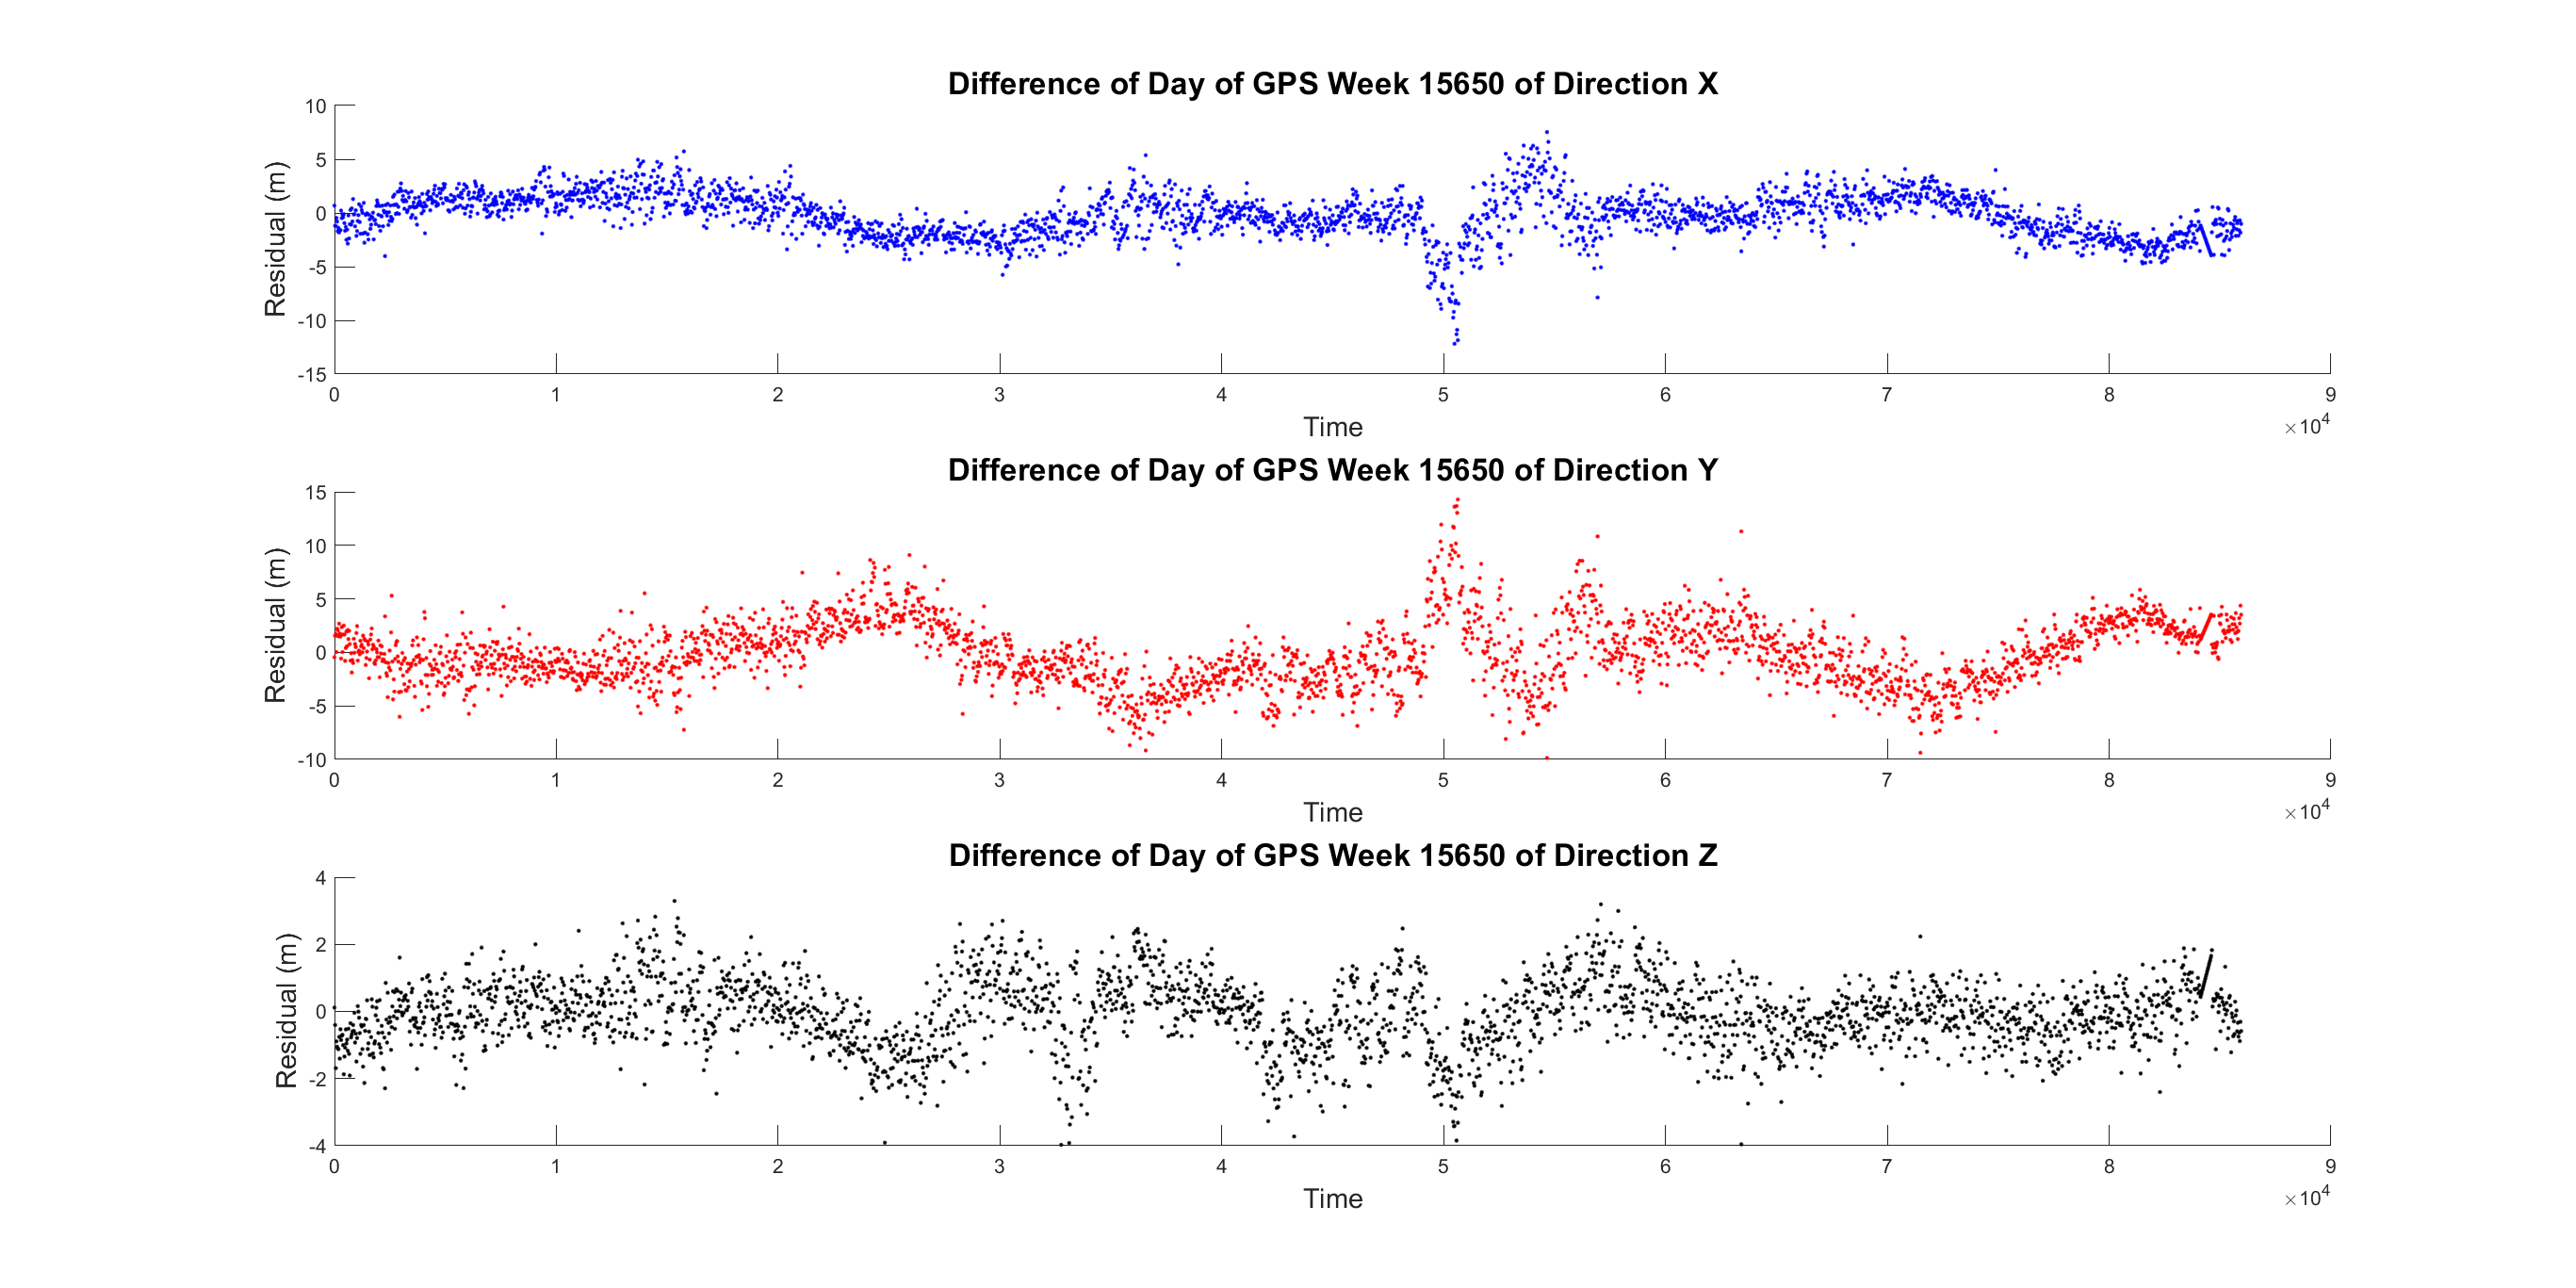 Difference of Day of GPS Week 15650 of Direction X
10
5
0
-5
-10
-15
Residual (m)
0 1 2 3 4 5 6 7 8 9
×10^4
Time
Difference of Day of GPS Week 15650 of Direction Y
15
10
5
0
-5
-10
Residual (m)
0 1 2 3 4 5 6 7 8 9
×10^4
Time
Difference of Day of GPS Week 15650 of Direction Z
4
2
0
-2
-4
Residual (m)
0 1 2 3 4 5 6 7 8 9
×10^4
Time